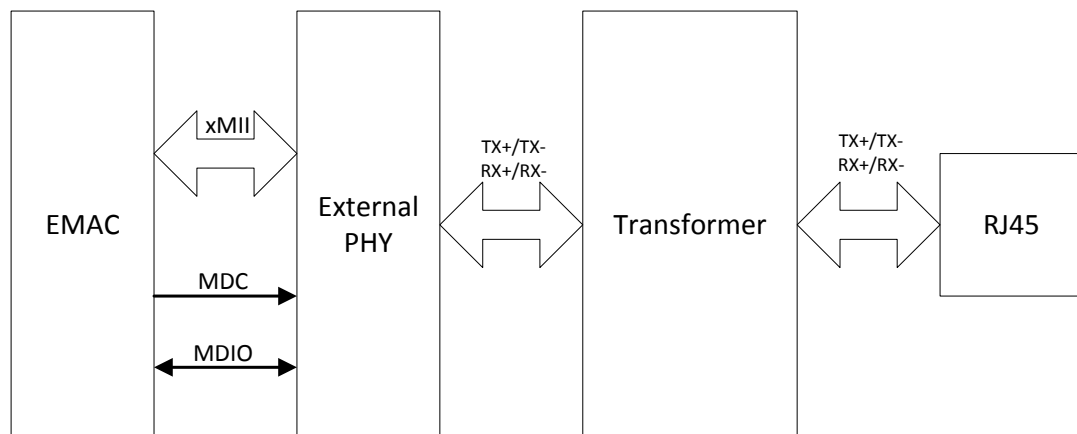 xMII
TX+/TX-
RX+/RX-
TX+/TX-
RX+/RX-
EMAC
External
PHY
Transformer
RJ45
MDC
MDIO